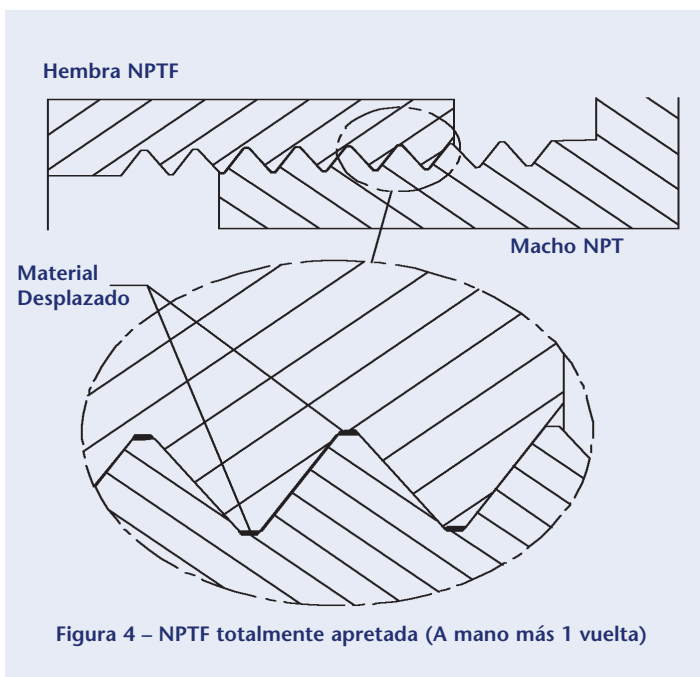 Hembra NPTF
Macho NPT
Material
Desplazado
Figura 4 – NPTF totalmente apretada (A mano más 1 vuelta)